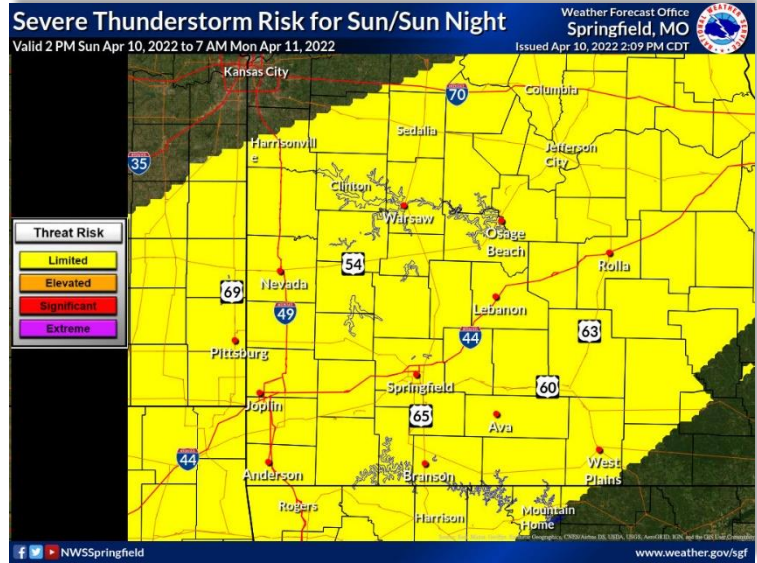 Severe Thunderstorm Risk for Sun/Sun Night
Weather Forecast Office
Springfield, MO
Valid 2 PM Sun Apr 10, 2022 to 7 AM Mon Apr 11, 2022
Issued Apr 10, 2022 2:09 PM CDT
NATIONAL WEATHER SERVICE
Kansas City
70
Columbia
Sedalia
Harrisonvill
e
Jefferson
City
35
Clinton
Warsaw
Osage
Beach
Threat Risk
Limited
Elevated
Significant
Extreme
54
Rolla
69
Nevada
49
Lebanon
63
44
Pittsburg
Springfield
60
Joplin
65
Ava
44
Anderson
Branson
West
Plains
Rogers
Harrison
Mountain
Home
NWSSpringfield
www.weather.gov/sgf